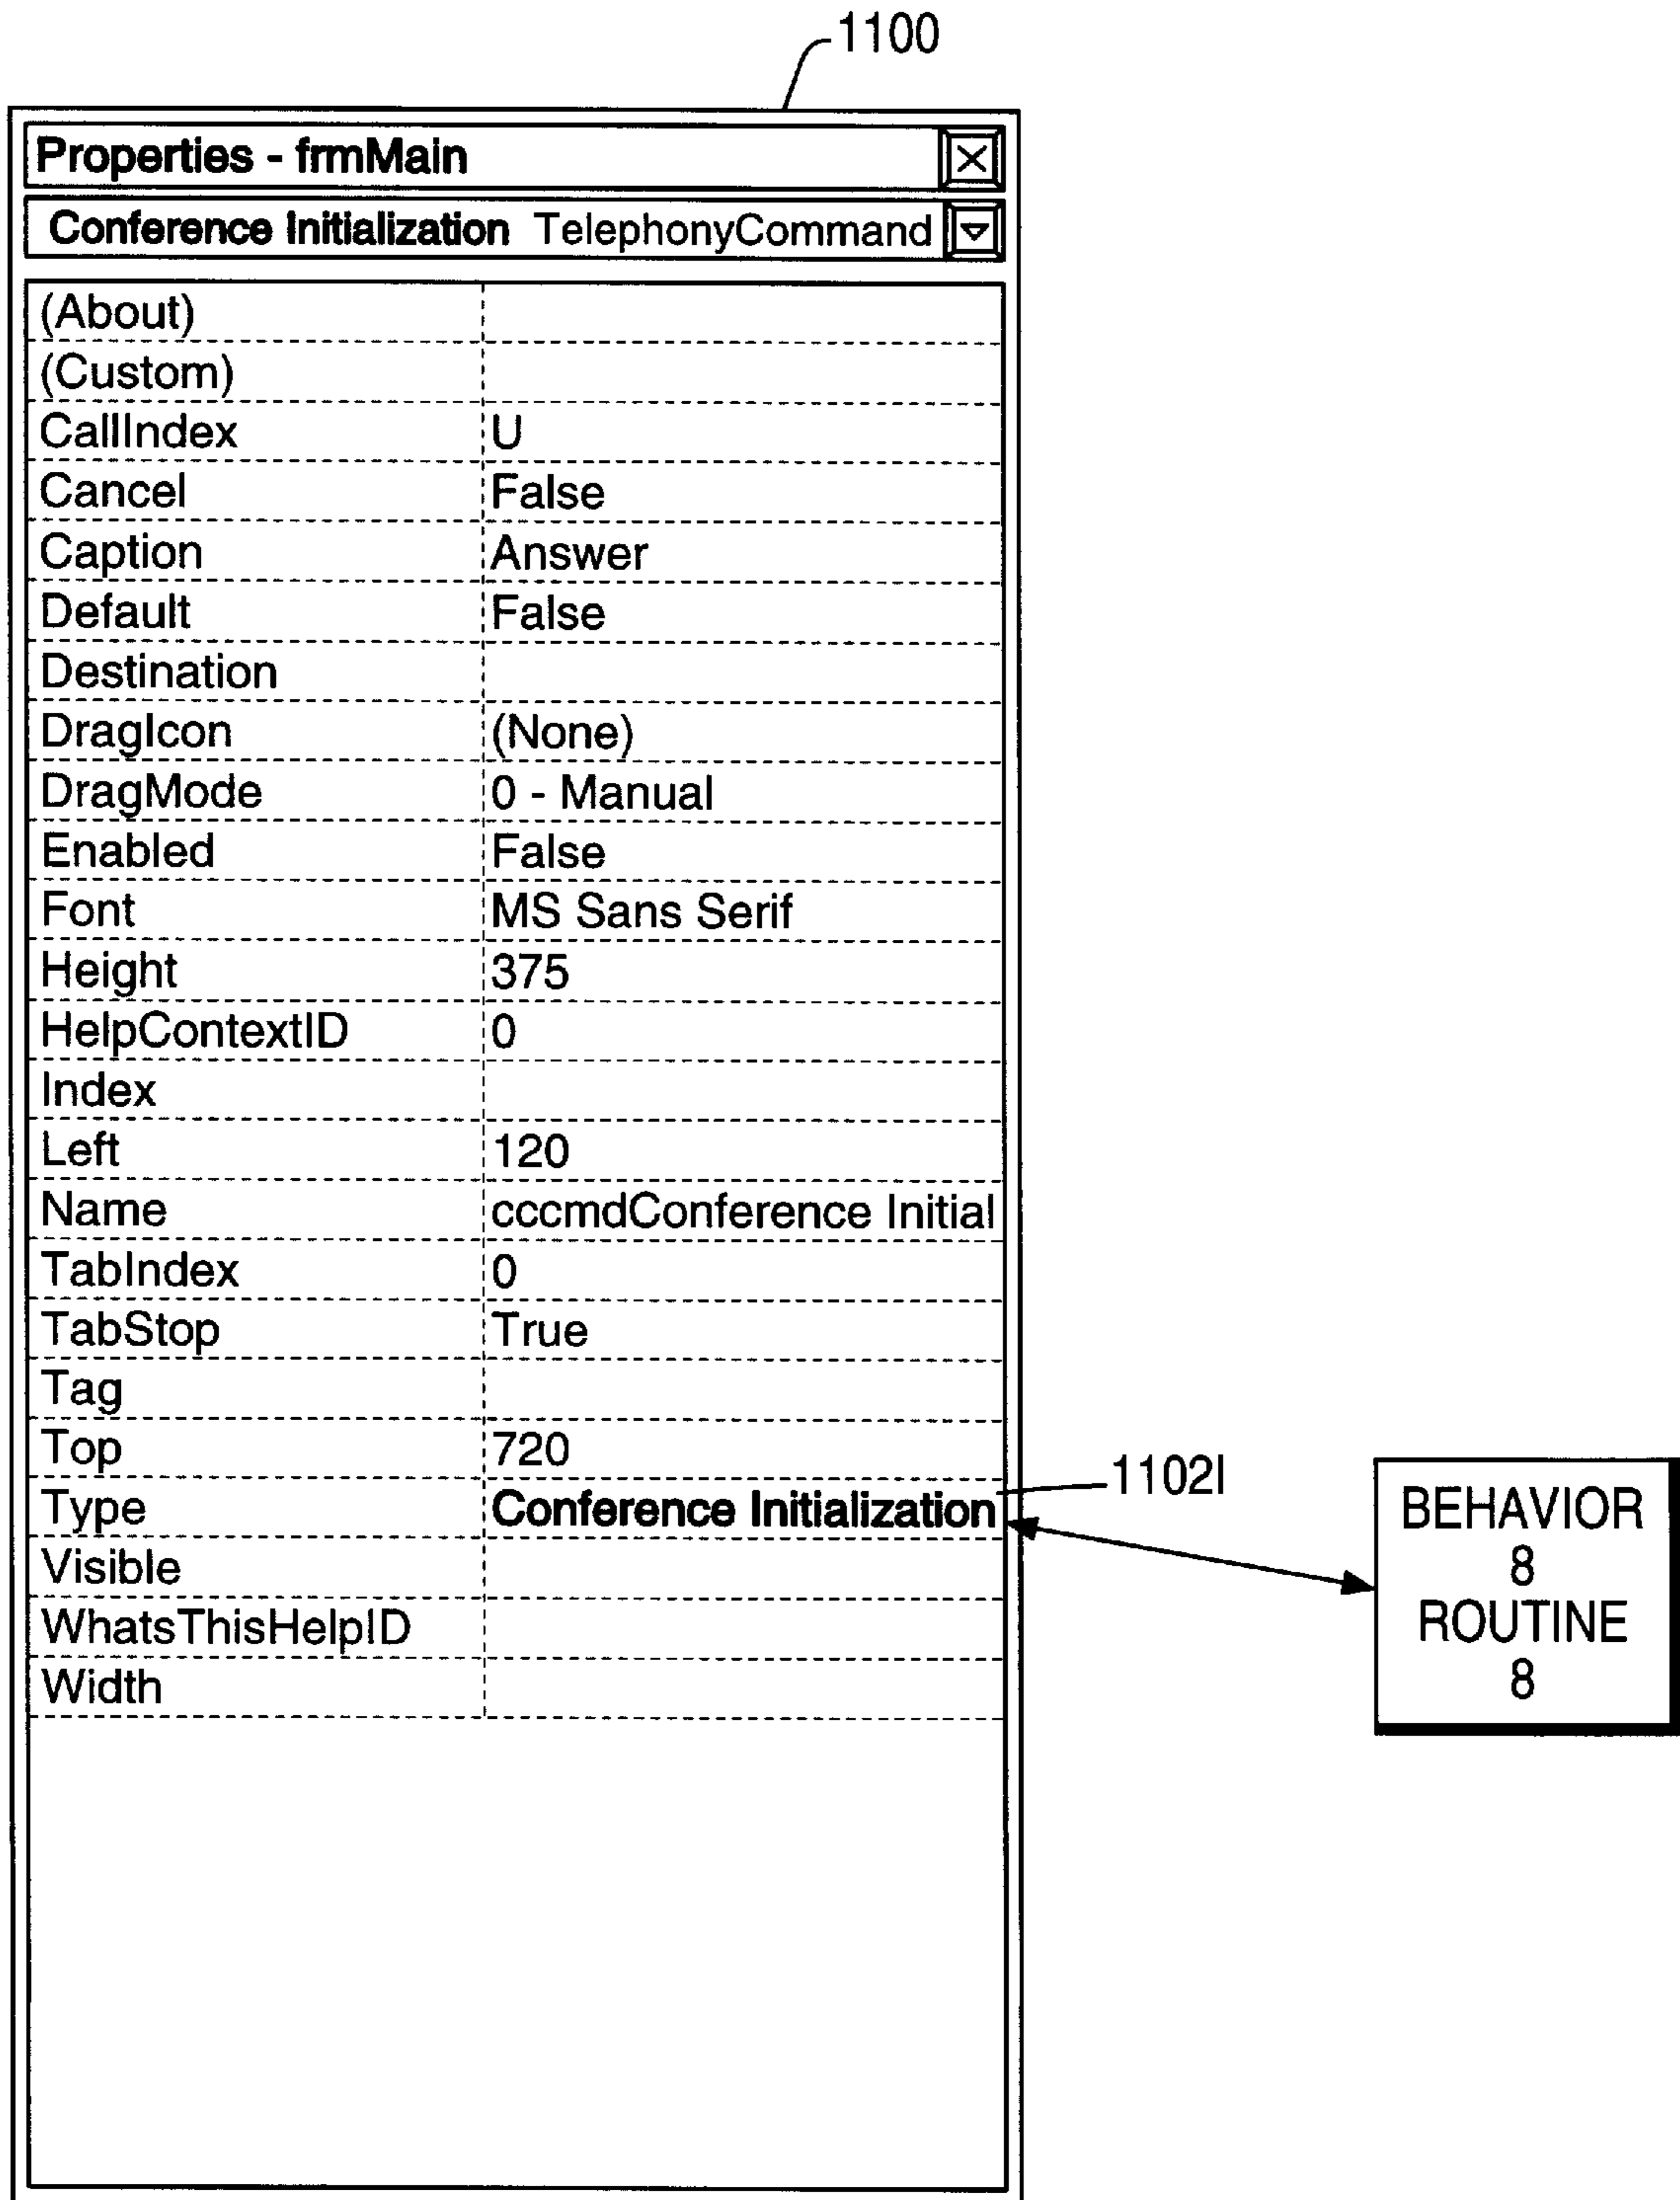 1100
Properties - frmMain
Conference Initialization TelephonyCommand
(About)
(Custom)
CallIndex U
Cancel False
Caption Answer
Default False
Destination
DragIcon (None)
DragMode 0 - Manual
Enabled False
Font MS Sans Serif
Height 375
HelpContextID 0
Index
Left 120
Name cccmdConference Initial
TabIndex 0
TabStop True
Tag
Top 720
Type Conference Initialization
1102I
Visible
WhatsThisHelpID
Width
BEHAVIOR
8
ROUTINE
8